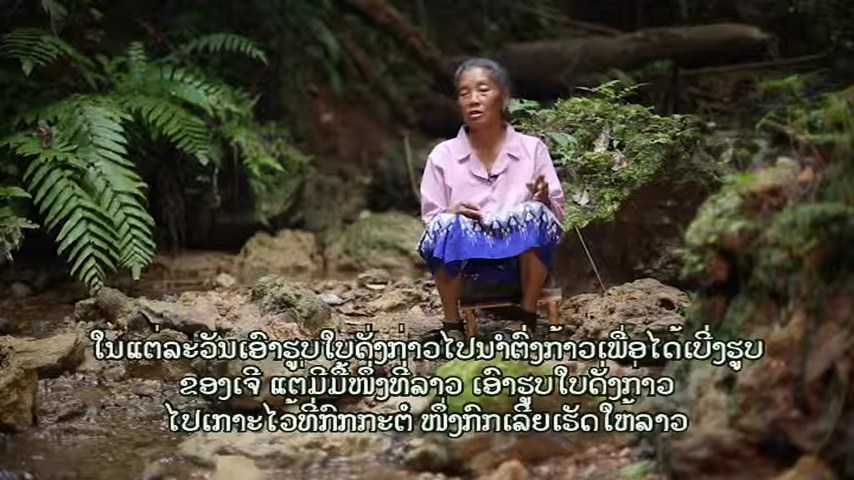 ໃນແຕ່ລະວັນເອົາຮູບໃບດັ່ງກ່າວໄປນຳຕົ່ງກ້າວເພື່ອໄດ້ເບີ່ງຮູບ
ຂອງເຈີ ແຕ່ມີມື້ໜຶ່ງທີ່ລາວ ເອົາຮູບໃບດັ່ງກ່າວ
ໄປເກາະໄວ້ທີ່ກົກກະຕໍ ໜຶ່ງກົກເລີຍເຮັດໃຫ້ລາວ